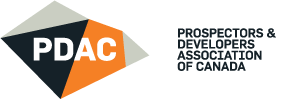 PDAC
PROSPECTORS &
DEVELOPERS
ASSOCIATION
OF CANADA